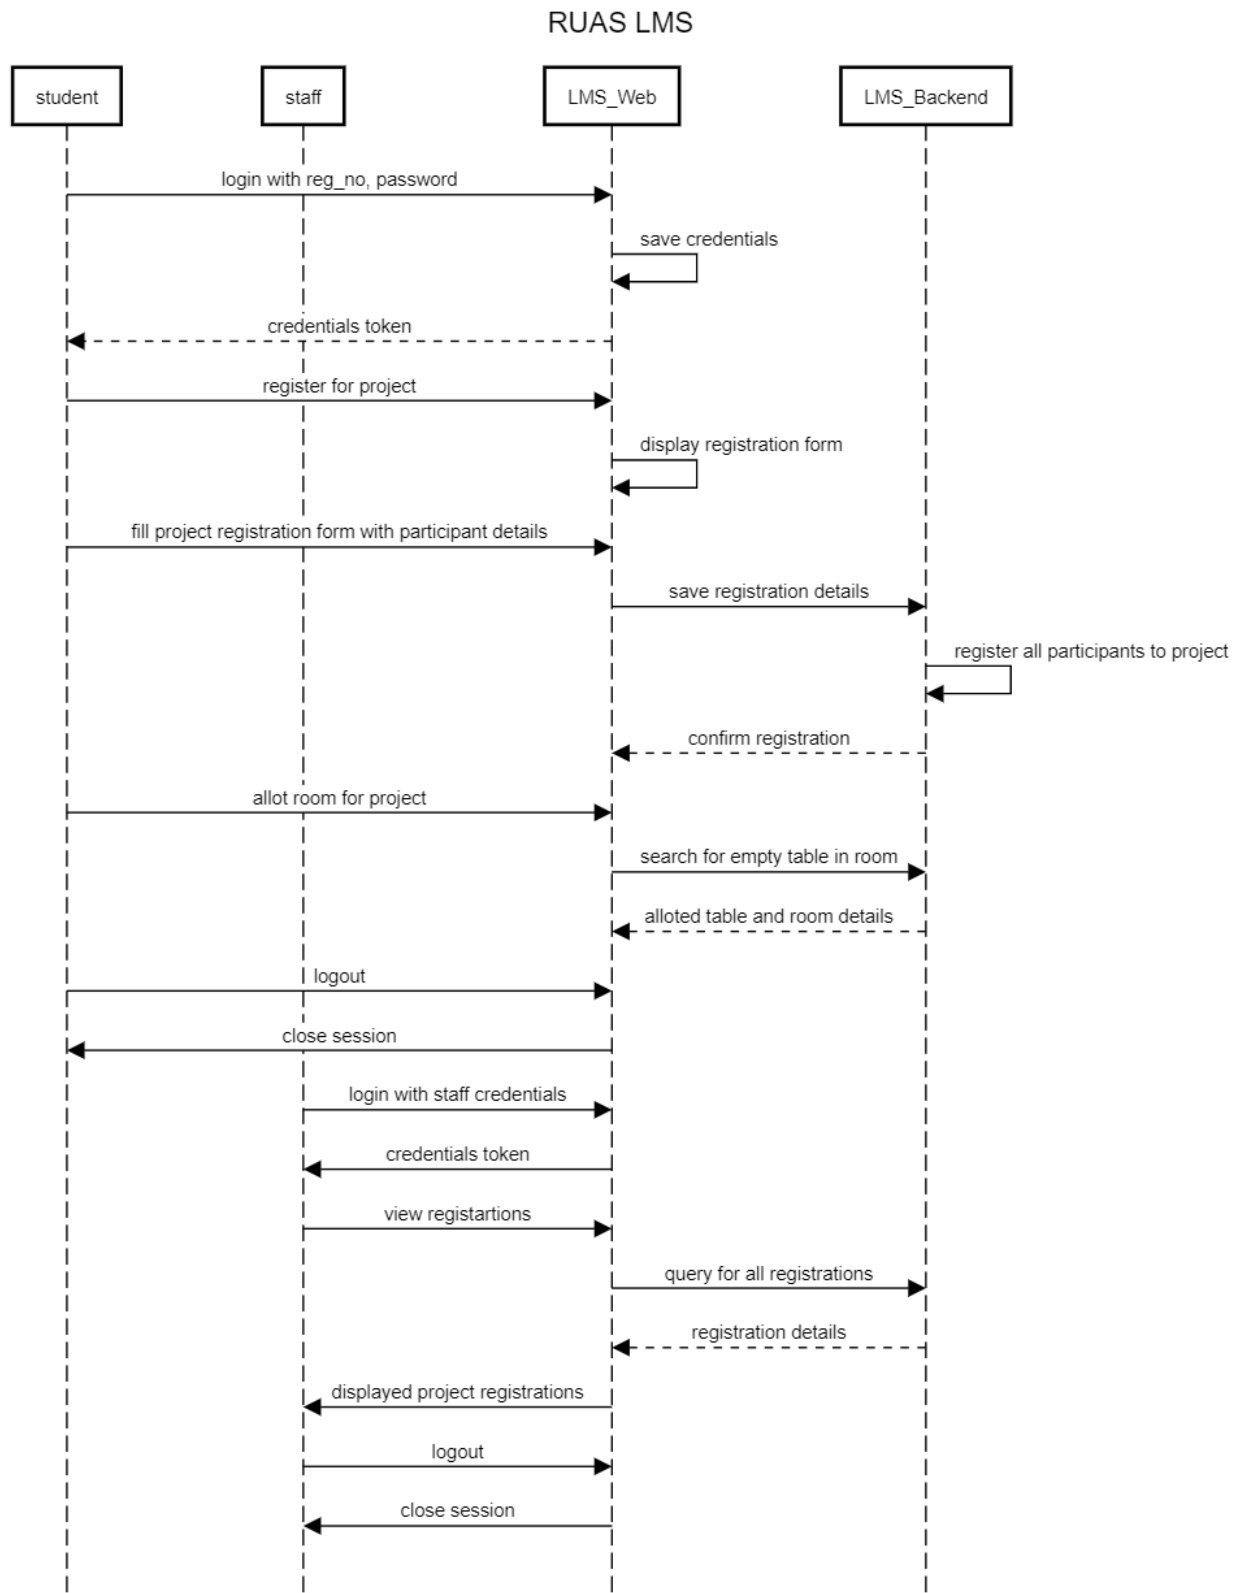 RUAS LMS
student
staff
LMS_Web
LMS_Backend
login with reg_no, password
save credentials
credentials token
register for project
display registration form
fill project registration form with participant details
save registration details
register all participants to project
confirm registration
allot room for project
search for empty table in room
alloted table and room details
logout
close session
login with staff credentials
credentials token
view registartions
query for all registrations
registration details
displayed project registrations
logout
close session